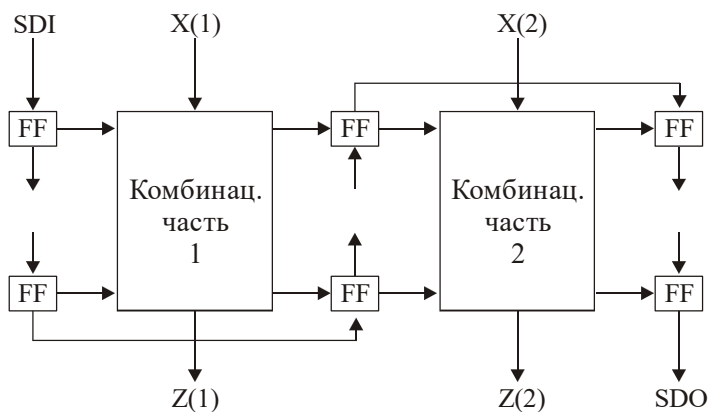 SDI
X(1)
X(2)
FF
FF
FF
Комбинац.
часть
1
Комбинац.
часть
2
FF
FF
FF
Z(1)
Z(2)
SDO